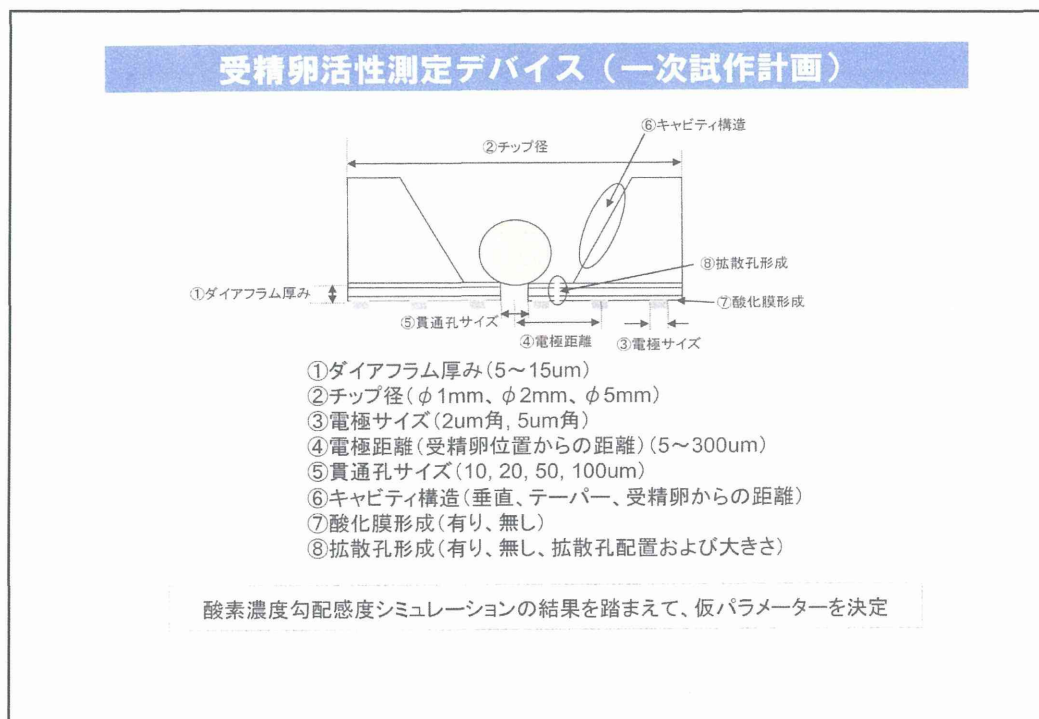 受精卵活性測定デバイス（一次試作計画）
⑥キャビティ構造
②チップ径
⑧拡散孔形成
①ダイアフラム厚み
⑦酸化膜形成
⑤貫通孔サイズ
④電極距離
③電極サイズ
①ダイアフラム厚み(5～15um)
②チップ径(φ1mm、φ2mm、φ5mm)
③電極サイズ(2um角, 5um角)
④電極距離(受精卵位置からの距離)(5～300um)
⑤貫通孔サイズ(10, 20, 50, 100um)
⑥キャビティ構造(垂直、テーパー、受精卵からの距離)
⑦酸化膜形成(有り、無し)
⑧拡散孔形成(有り、無し、拡散孔配置および大きさ)
酸素濃度勾配感度シミュレーションの結果を踏まえて、仮パラメーターを決定